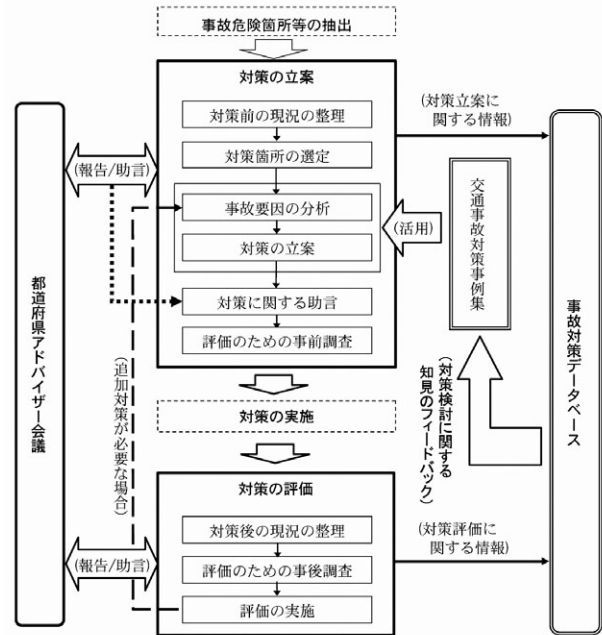 事故危険箇所等の抽出
対策の立案
対策前の現況の整理
対策箇所の選定
事故要因の分析
対策の立案
対策に関する助言
評価のための事前調査
対策の実施
対策の評価
対策後の現況の整理
評価のための事後調査
評価の実施
都道府県アドバイザー会議
(報告/助言)
(追加対策が必要な場合)
(報告/助言)
(対策立案に
関する情報)
(活用)
交通事故対策事例集
(対策検討に関する
知見のフィードバック)
(対策評価に
関する情報)
事故対策データベース